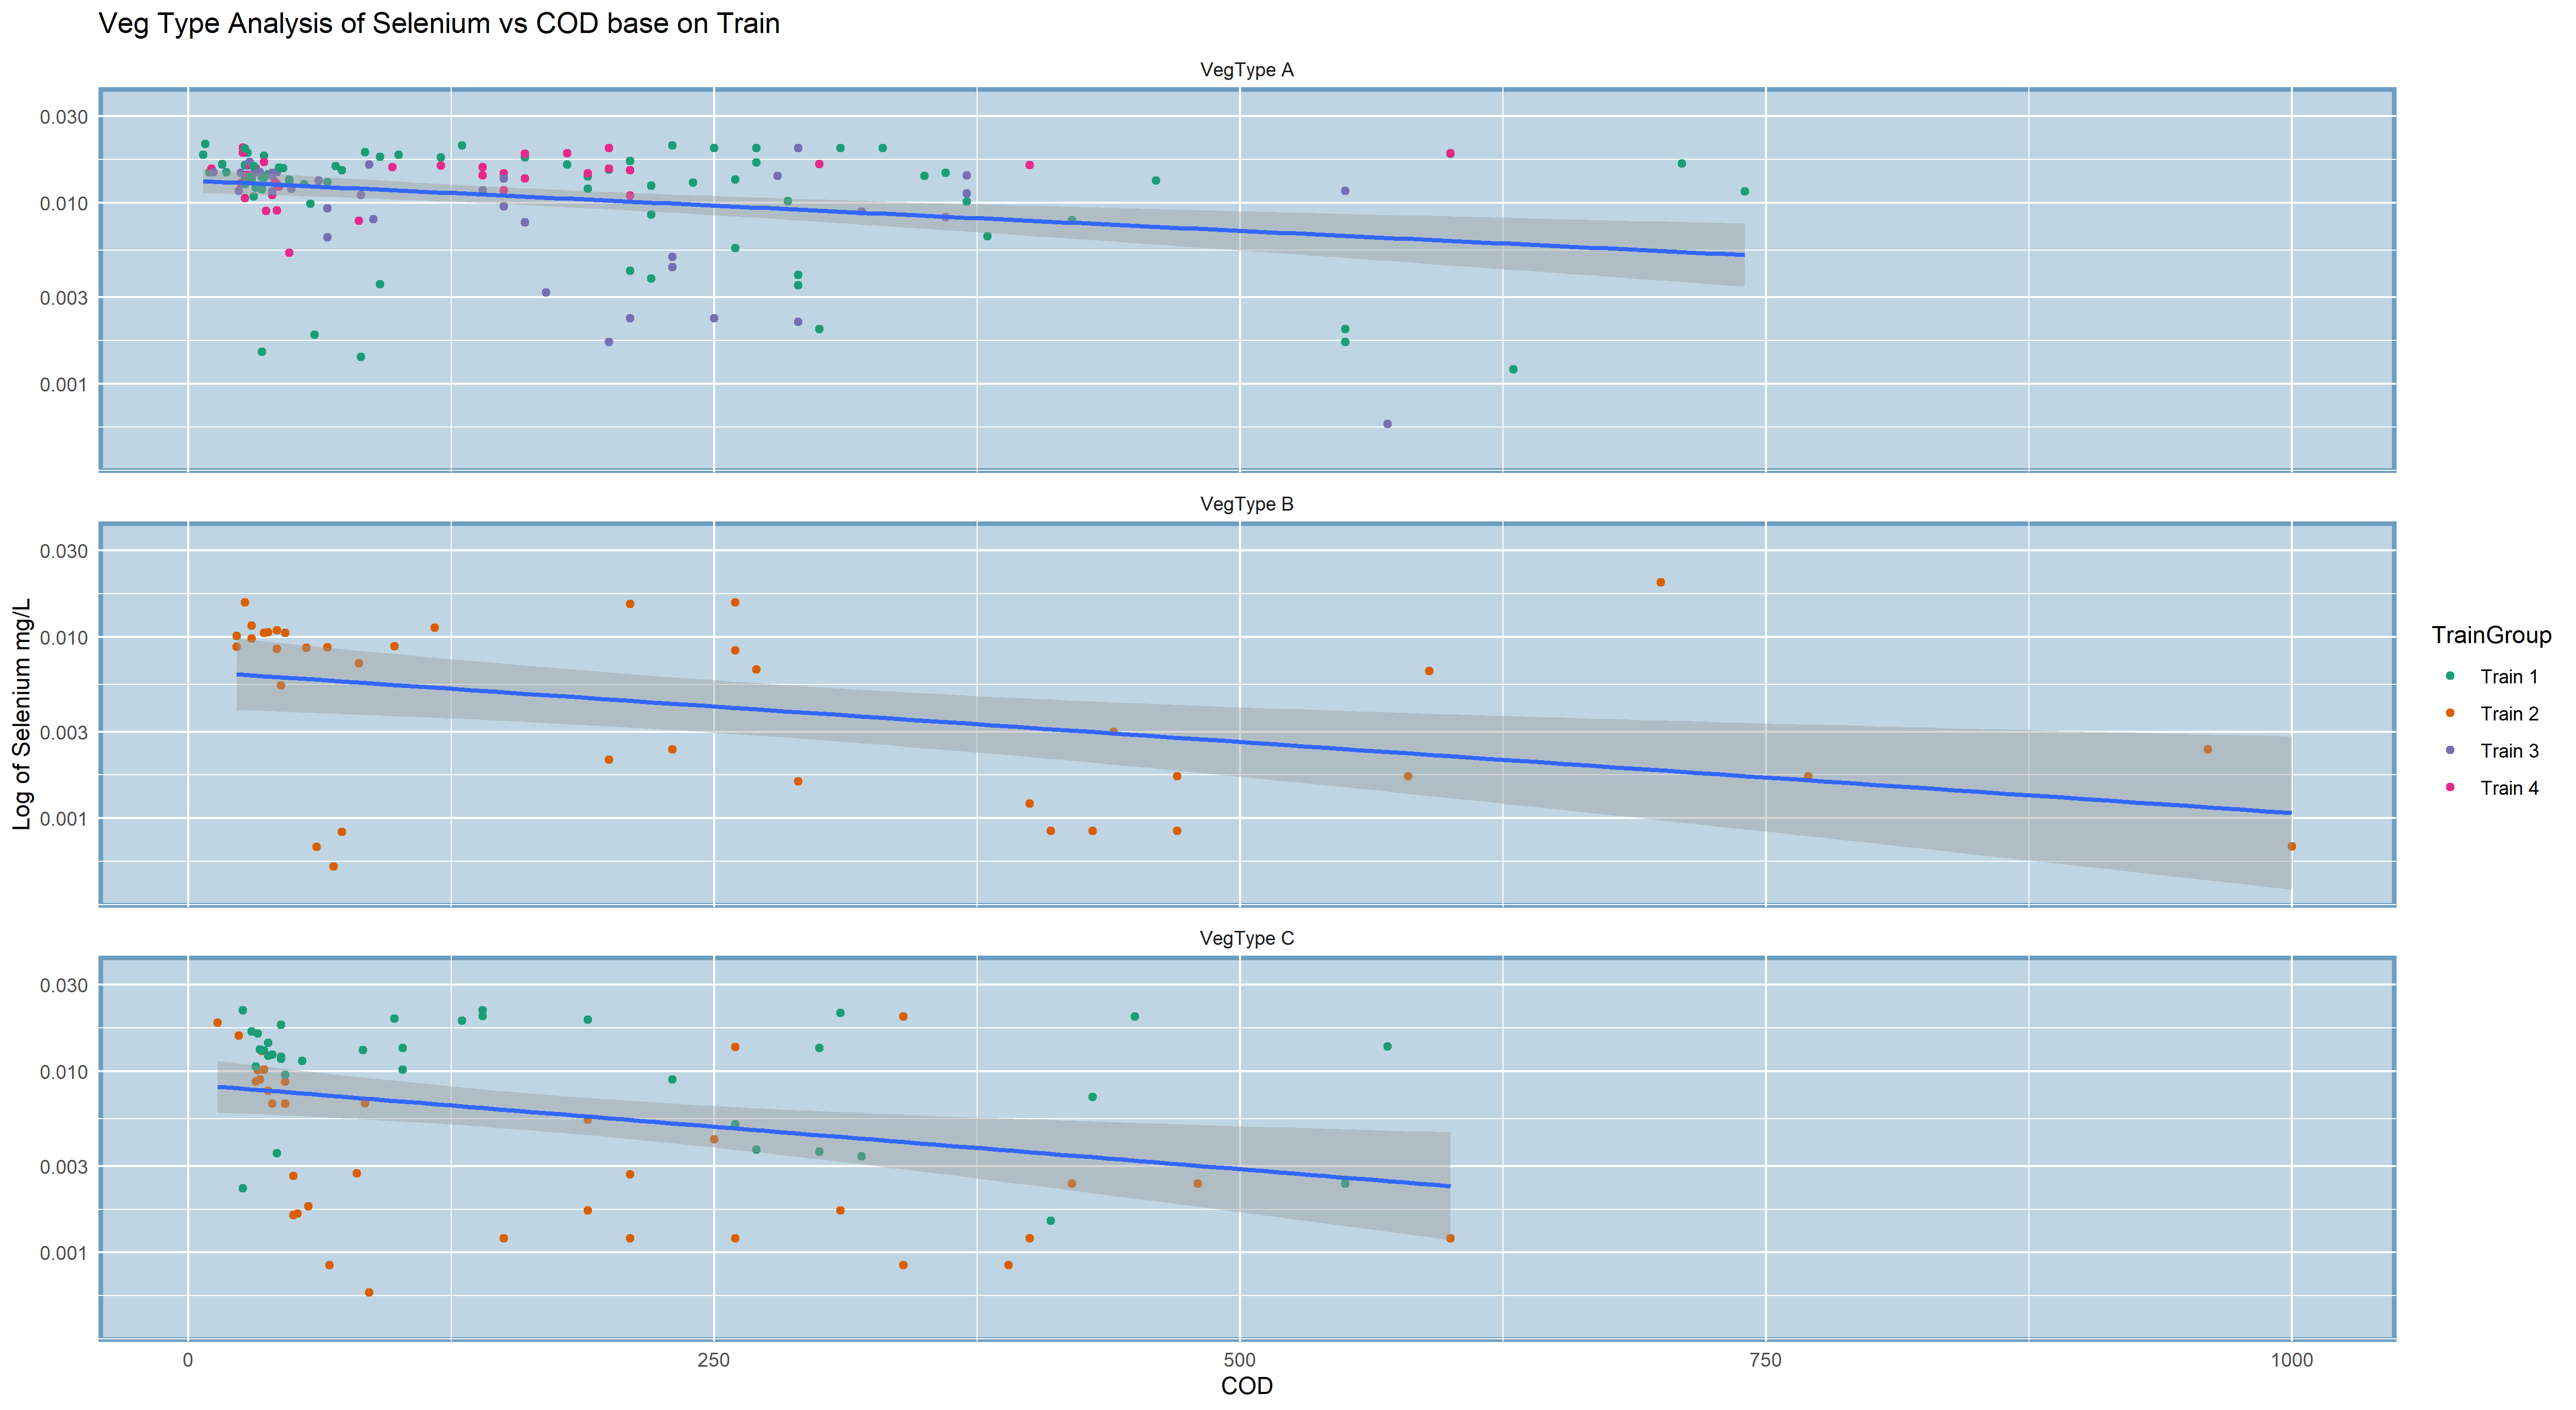 Veg Type Analysis of Selenium vs COD base on Train
VegType A
0.030
0.010
0.003
0.001
VegType B
0.030
0.010
0.003
0.001
VegType C
0.030
0.010
0.003
0.001
0 250 500 750 1000
COD
Log of Selenium mg/L
TrainGroup
Train 1
Train 2
Train 3
Train 4